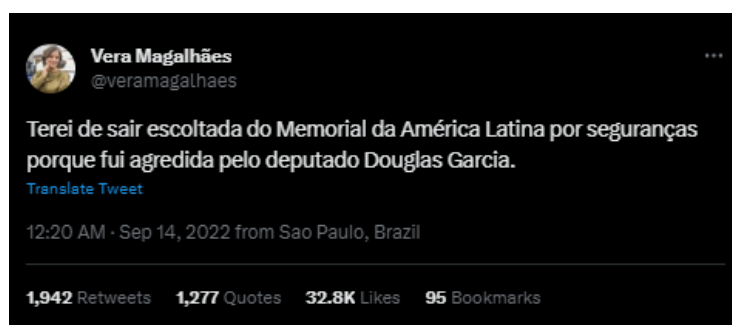 Vera Magalhães
@veramagalhaes
Terei de sair escoltada do Memorial da América Latina por seguranças
porque fui agredida pelo deputado Douglas Garcia.
Translate Tweet
12:20 AM · Sep 14, 2022 from Sao Paulo, Brazil
1,942 Retweets 1,277 Quotes 32.8K Likes 95 Bookmarks